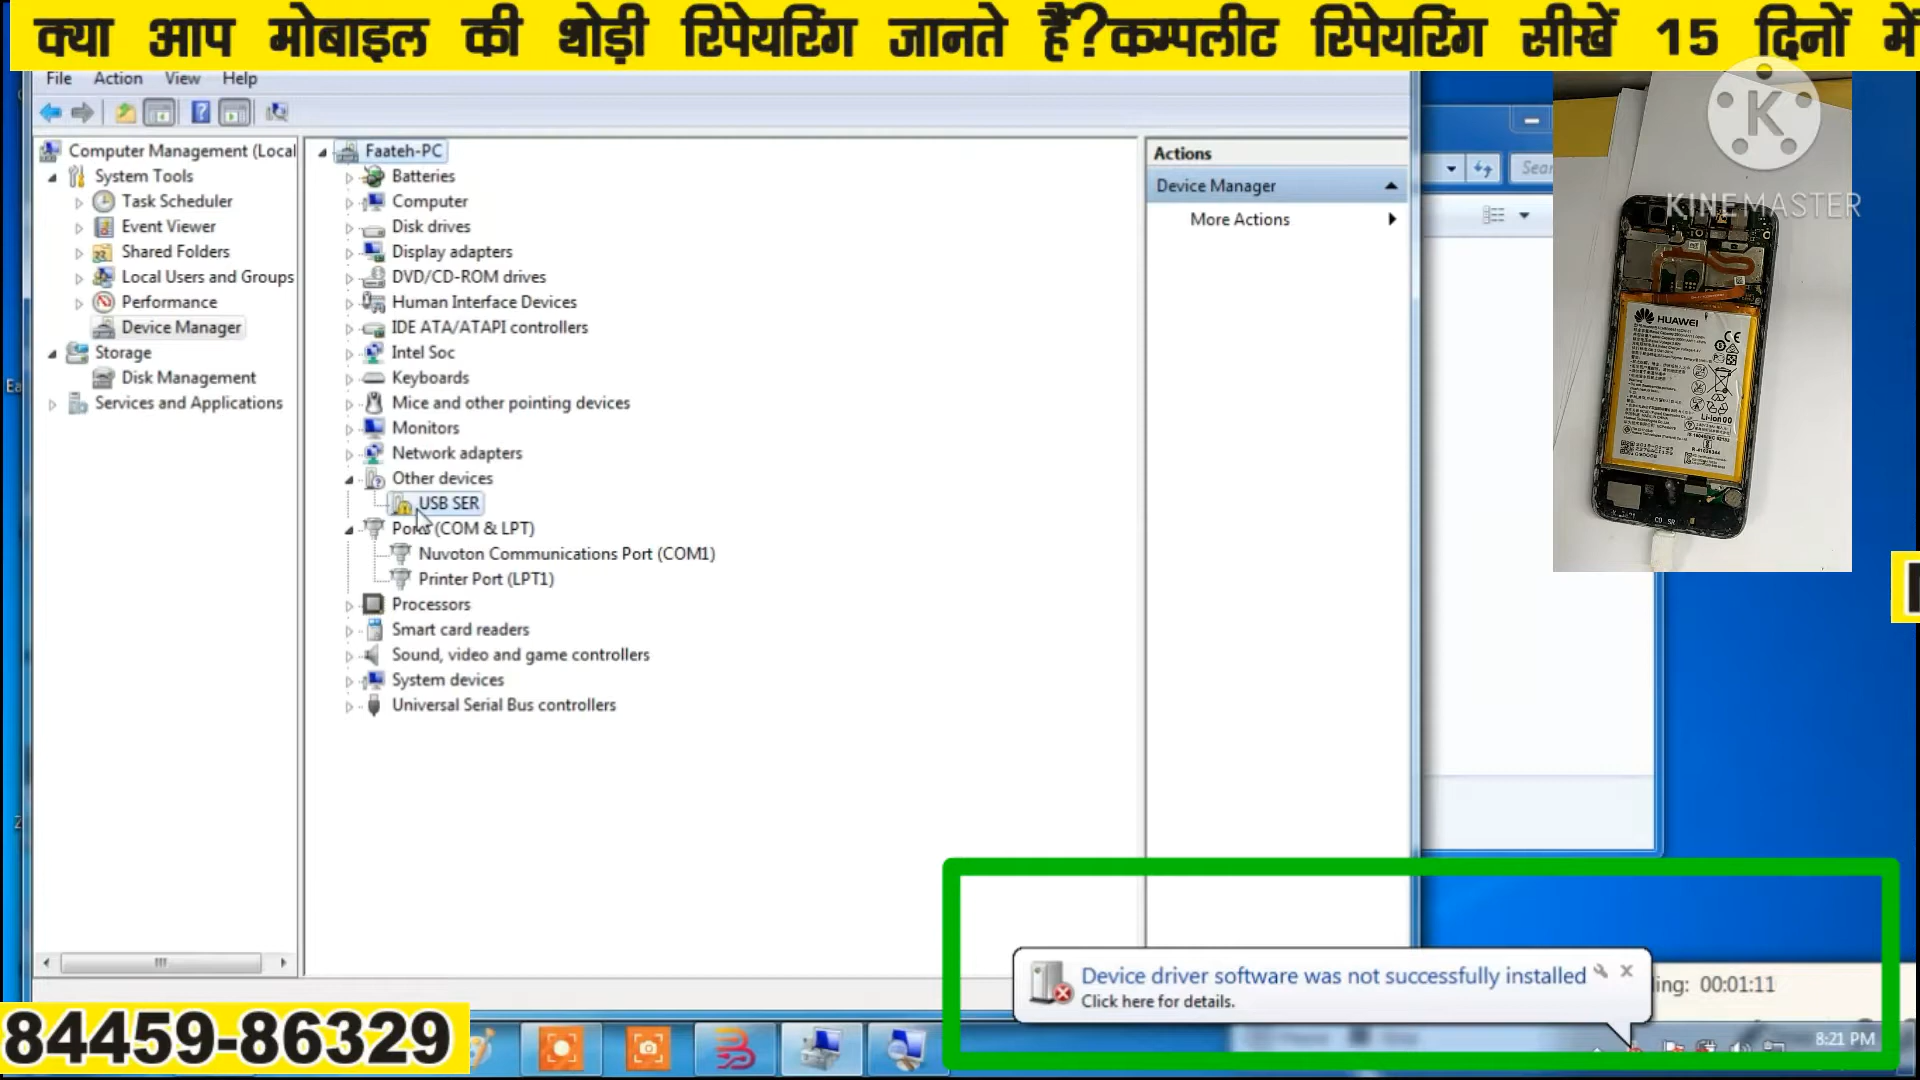 क्या आप मोबाइल की थोड़ी रिपेयरिंग जानते हैं?कम्पलीट रिपेयरिंग सीखें 15 दिनों में
File Action View Help
Computer Management (Local
System Tools
Task Scheduler
Event Viewer
Shared Folders
Local Users and Groups
Performance
Device Manager
Storage
Disk Management
Services and Applications
Faateh-PC
Batteries
Computer
Disk drives
Display adapters
DVD/CD-ROM drives
Human Interface Devices
IDE ATA/ATAPI controllers
Intel Soc
Keyboards
Mice and other pointing devices
Monitors
Network adapters
Other devices
USB SER
Ports (COM & LPT)
Nuvoton Communications Port (COM1)
Printer Port (LPT1)
Processors
Smart card readers
Sound, video and game controllers
System devices
Universal Serial Bus controllers
Actions
Device Manager
More Actions
Sear
K
KINEMASTER
HUAWEI
Li-ion 00
Device driver software was not successfully installed
Click here for details.
ing: 00:01:11
8:21 PM
84459-86329